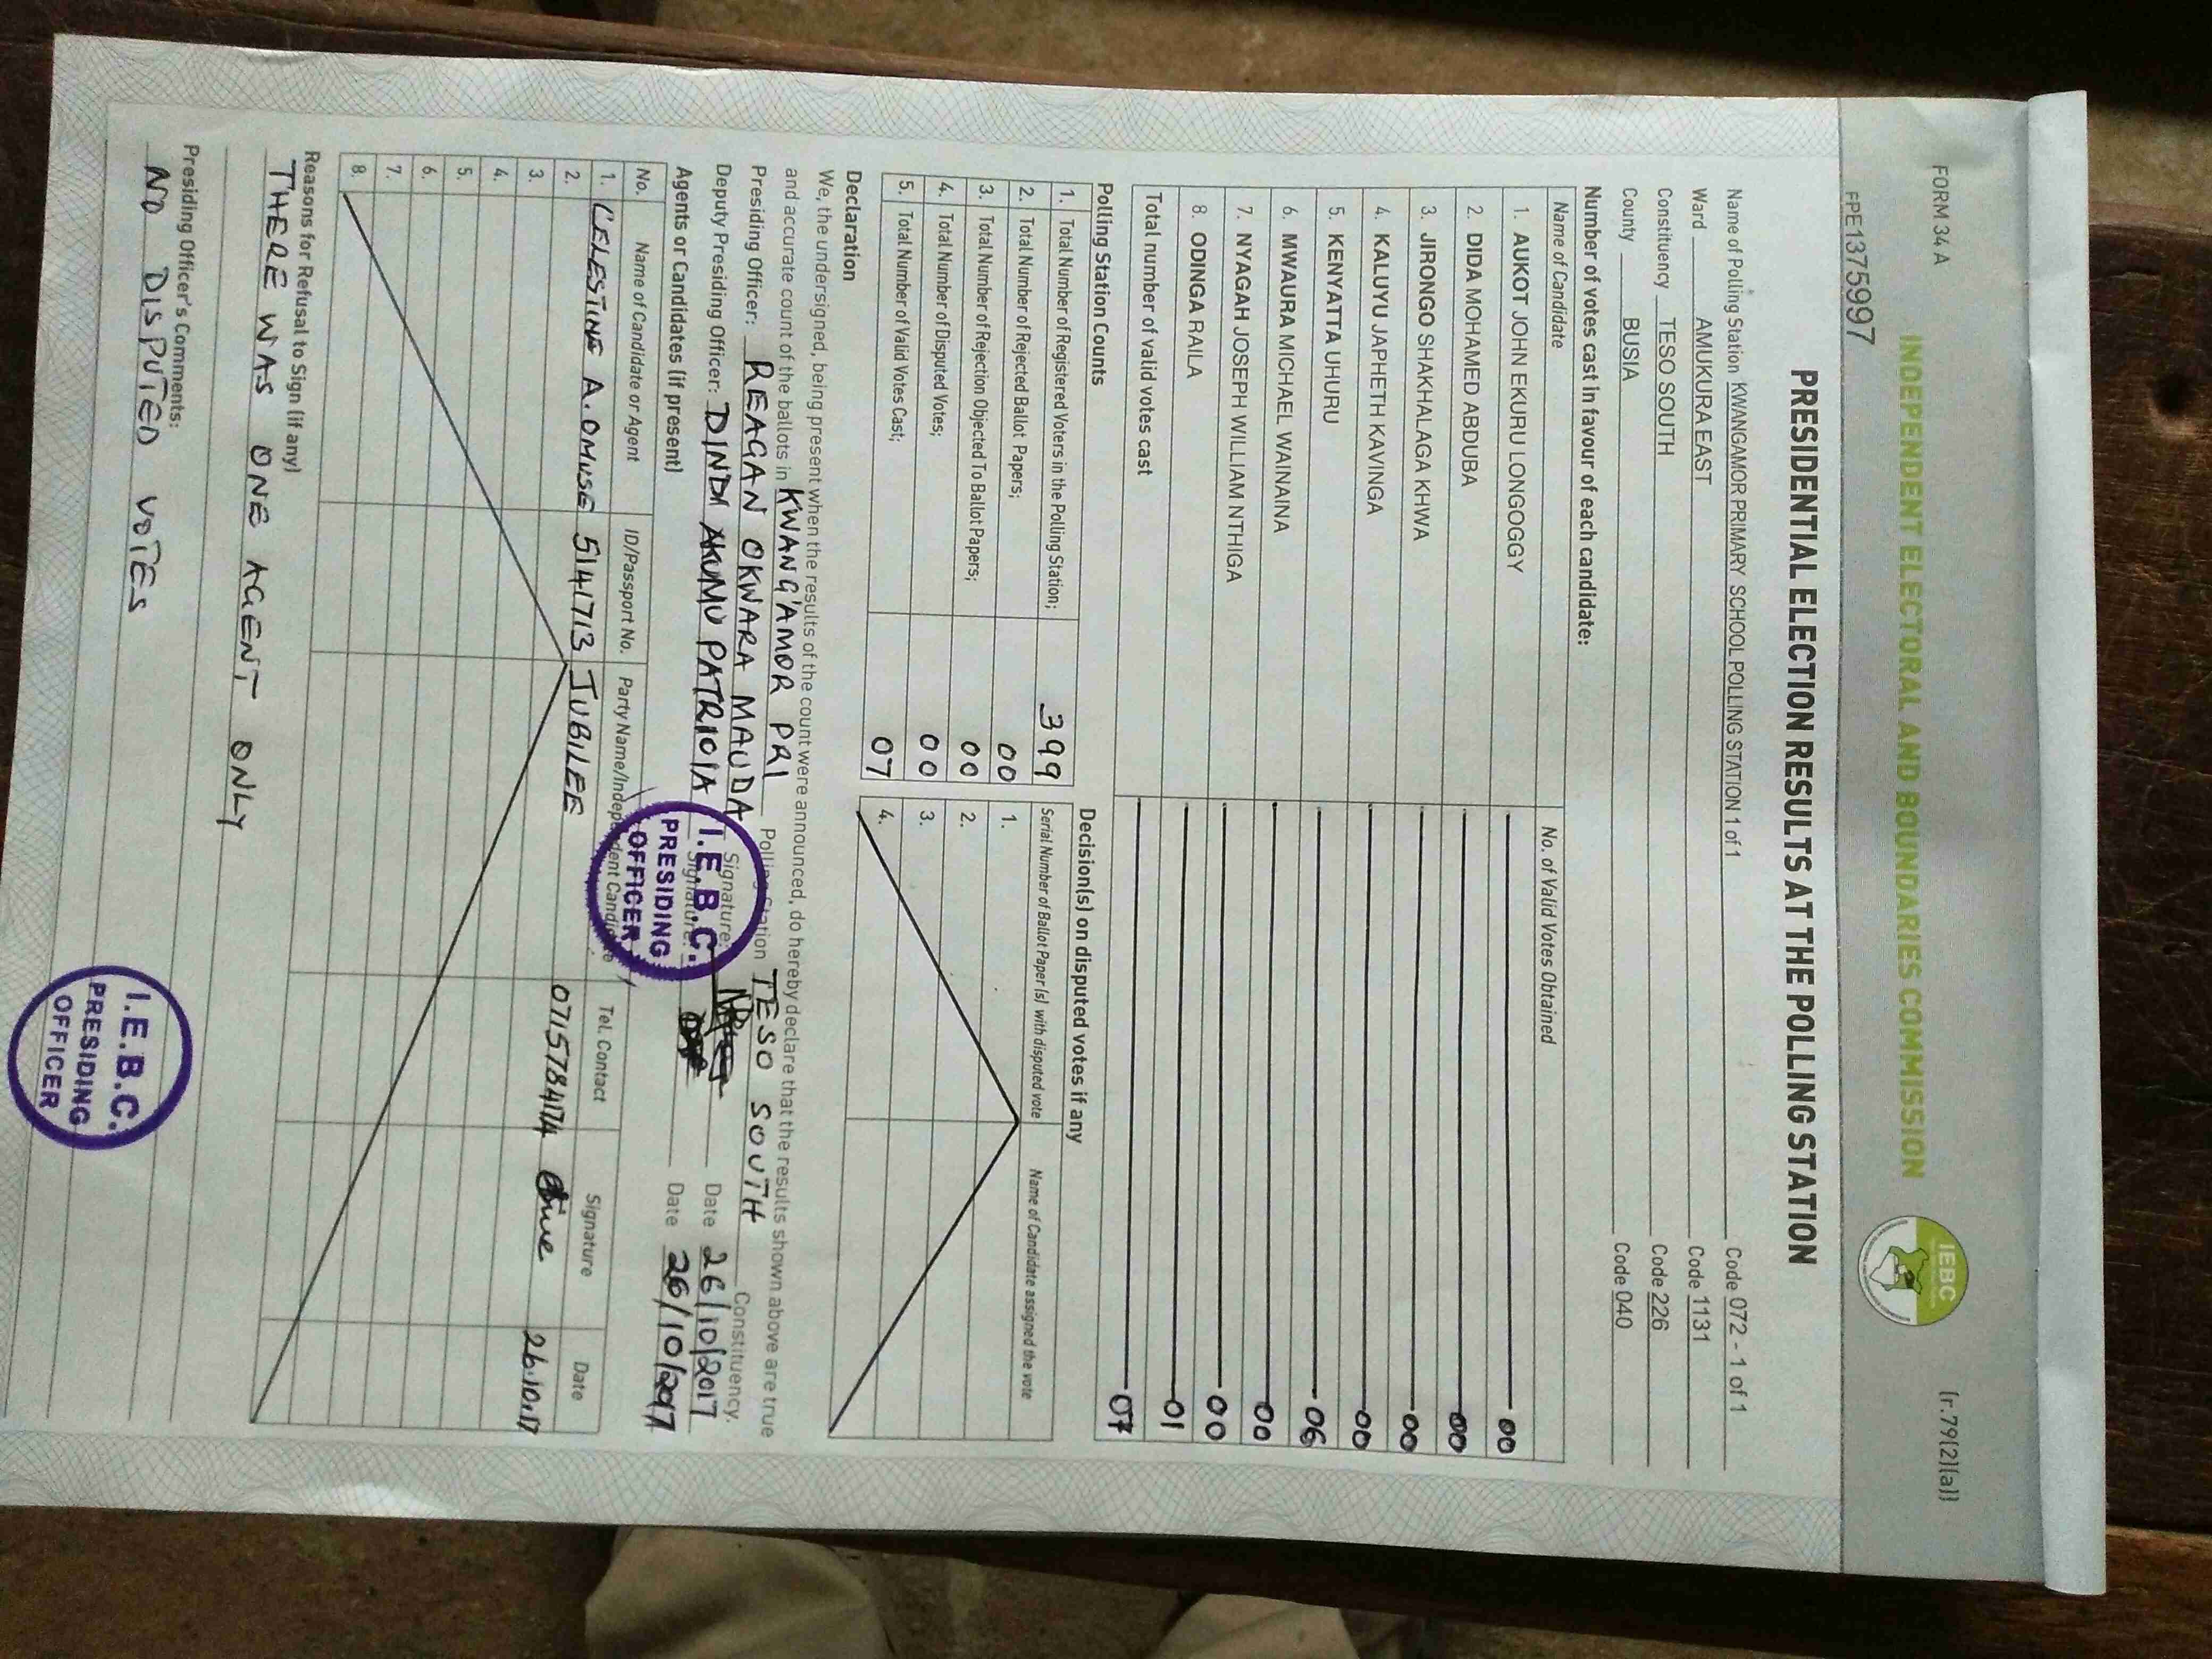 FORM 34 A
(r.79(2)(a))
INDEPENDENT ELECTORAL AND BOUNDARIES COMMISSION
IEBC
FPE1375997
PRESIDENTIAL ELECTION RESULTS AT THE POLLING STATION
Name of Polling Station KWANGAMOR PRIMARY SCHOOL POLLING STATION 1 of 1 Code 072 - 1 of 1
Ward AMUKURA EAST Code 1131
Constituency TESO SOUTH Code 226
County BUSIA Code 040
Number of votes cast in favour of each candidate:
Name of Candidate No. of Valid Votes Obtained
1. AUKOT JOHN EKURU LONGOGGY 00
2. DIDA MOHAMED ABDUBA 00
3. JIRONGO SHAKHALAGA KHWA 00
4. KALUYU JAPHETH KAVINGA 00
5. KENYATTA UHURU 06
6. MWAURA MICHAEL WAINAINA 00
7. NYAGAH JOSEPH WILLIAM NTHIGA 00
8. ODINGA RAILA 01
Total number of valid votes cast 07
Polling Station Counts
1. Total Number of Registered Voters in the Polling Station; 399
2. Total Number of Rejected Ballot Papers; 00
3. Total Number of Rejection Objected To Ballot Papers; 00
4. Total Number of Disputed Votes; 00
5. Total Number of Valid Votes Cast; 07
Decision(s) on disputed votes if any
Serial Number of Ballot Paper (s) with disputed vote Name of Candidate assigned the vote
1.
2.
3.
4.
Declaration
We, the undersigned, being present when the results of the count were announced, do hereby declare that the results shown above are true
and accurate count of the ballots in KWANG'AMOR PRI Polling Station TESO SOUTH Constituency.
Presiding Officer: REAGAN OKWARA MAUDA Signature: Date 26/10/2017
Deputy Presiding Officer: DINDI AKUMU PATRICIA Signature: Date 26/10/2017
I.E.B.C.
PRESIDING
OFFICER
Agents or Candidates (if present)
No. Name of Candidate or Agent ID/Passport No. Party Name/Independent Candidate Tel. Contact Signature Date
1. CELESTINE A. OMUSE 5141713 JUBILEE 0715784174 26.10.17
2.
3.
4.
5.
6.
7.
8.
Reasons for Refusal to Sign (if any)
THERE WAS ONE AGENT ONLY
Presiding Officer's Comments:
NO DISPUTED VOTES
I.E.B.C.
PRESIDING
OFFICER